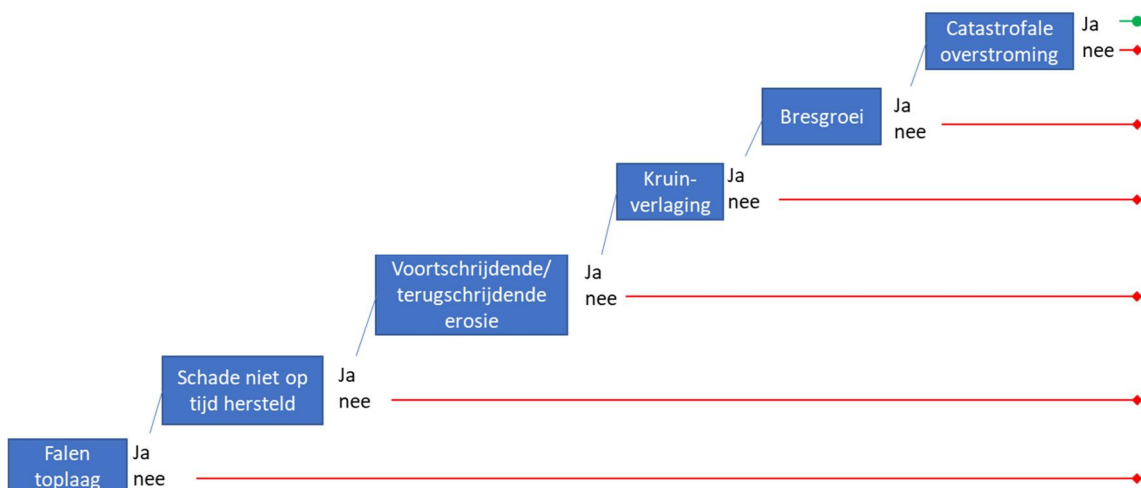 Catastrofale
overstroming
Ja
nee
Bresgroei
Ja
nee
Kruin-
verlaging
Ja
nee
Voortschrijdende/
terugschrijdende
erosie
Ja
nee
Schade niet op
tijd hersteld
Ja
nee
Falen
toplaag
Ja
nee